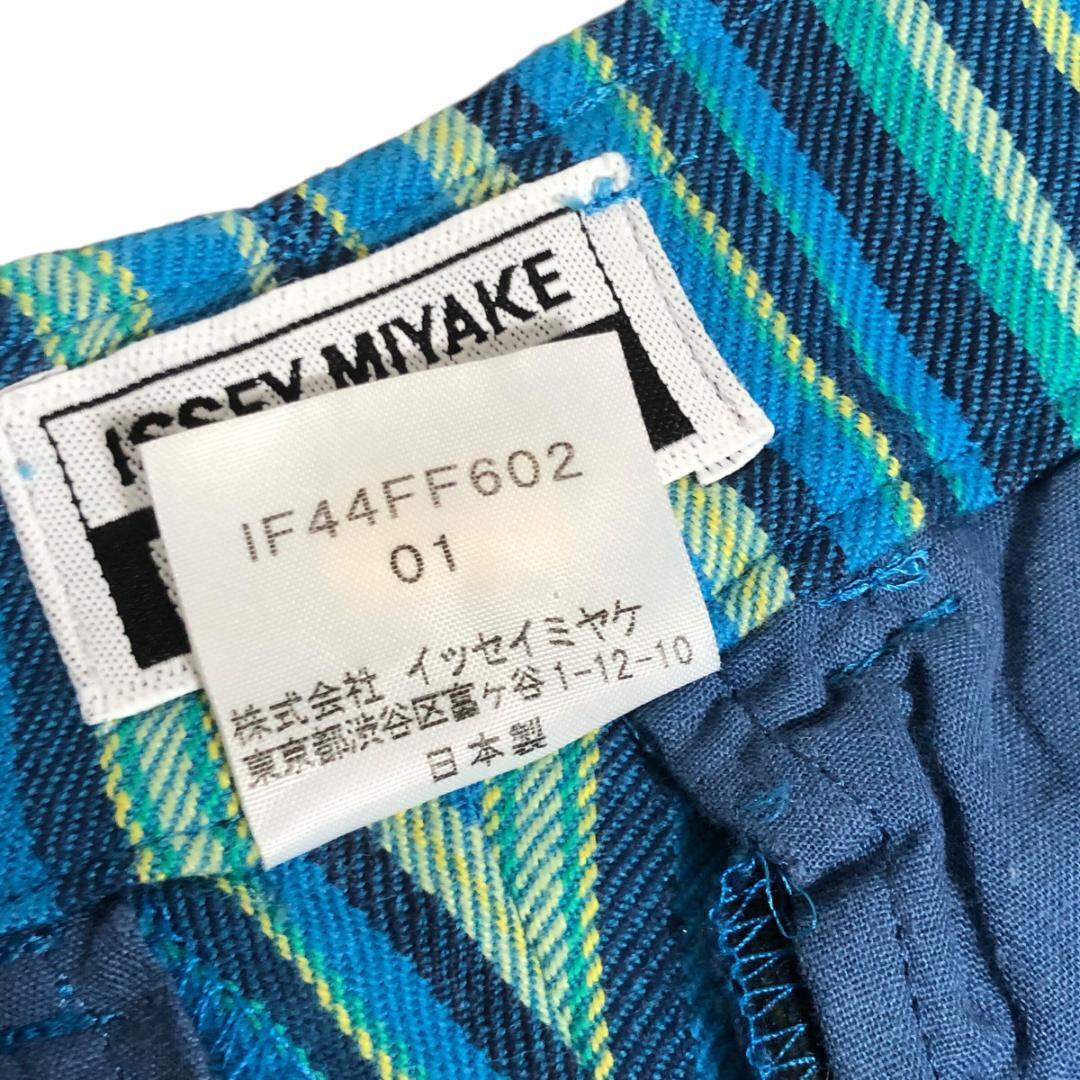 ISSEY MIYAKE
IF44FF602
01
株式会社 イッセイミヤケ
東京都渋谷区富ケ谷1-12-10
日本製